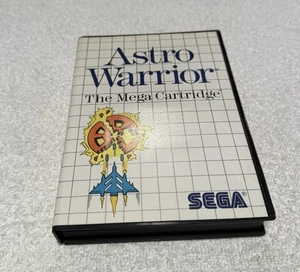 Astro
Warrior
The Mega Cartridge
SEGA